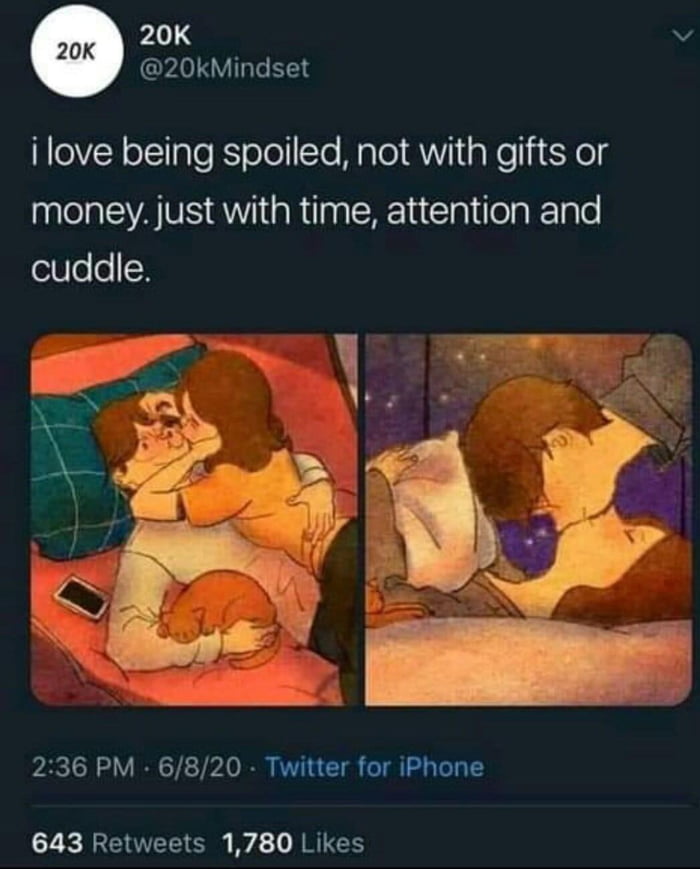 20K
20K
@20kMindset
i love being spoiled, not with gifts or
money. just with time, attention and
cuddle.
2:36 PM · 6/8/20 · Twitter for iPhone
643 Retweets 1,780 Likes